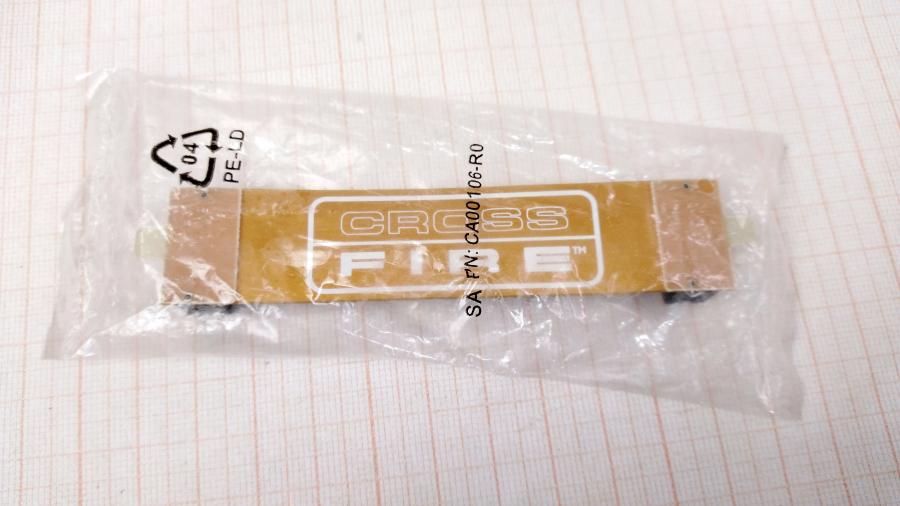 04
PE-LD
CROSS
FIRE™
SA P/N: CA00106-R0